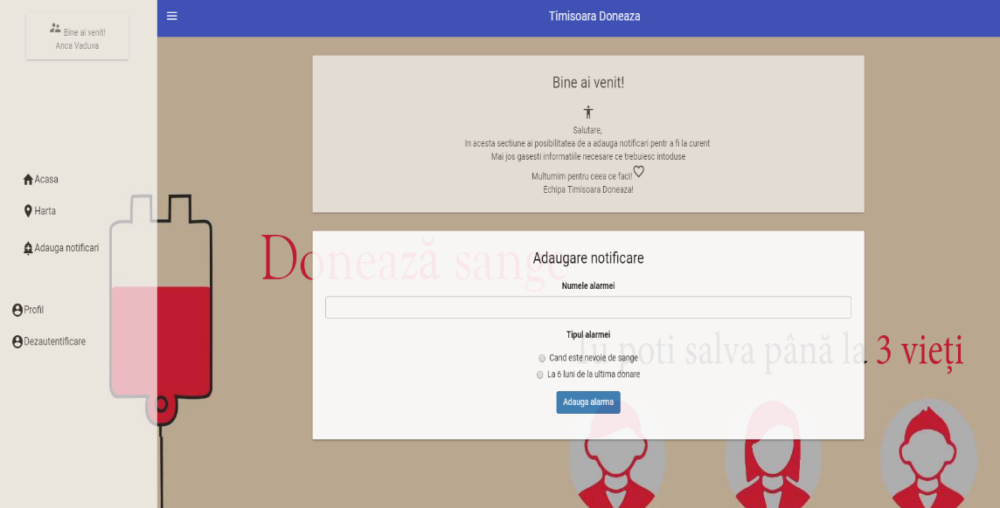 Bine ai venit!
Anca Vaduva
Acasa
Harta
Adauga notificari
Profil
Dezautentificare
Timisoara Doneaza
Bine ai venit!
Salutare,
In acesta sectiune ai posibilitatea de a adauga notificari pentr a fi la curent
Mai jos gasesti informatiile necesare ce trebuiesc intoduse
Multumim pentru ceea ce faci!
Echipa Timisoara Doneaza!
Donează sange
Adaugare notificare
Numele alarmei
Tipul alarmei
poti salva până la 3 vieți
Cand este nevoie de sange
La 6 luni de la ultima donare
Adauga alarma